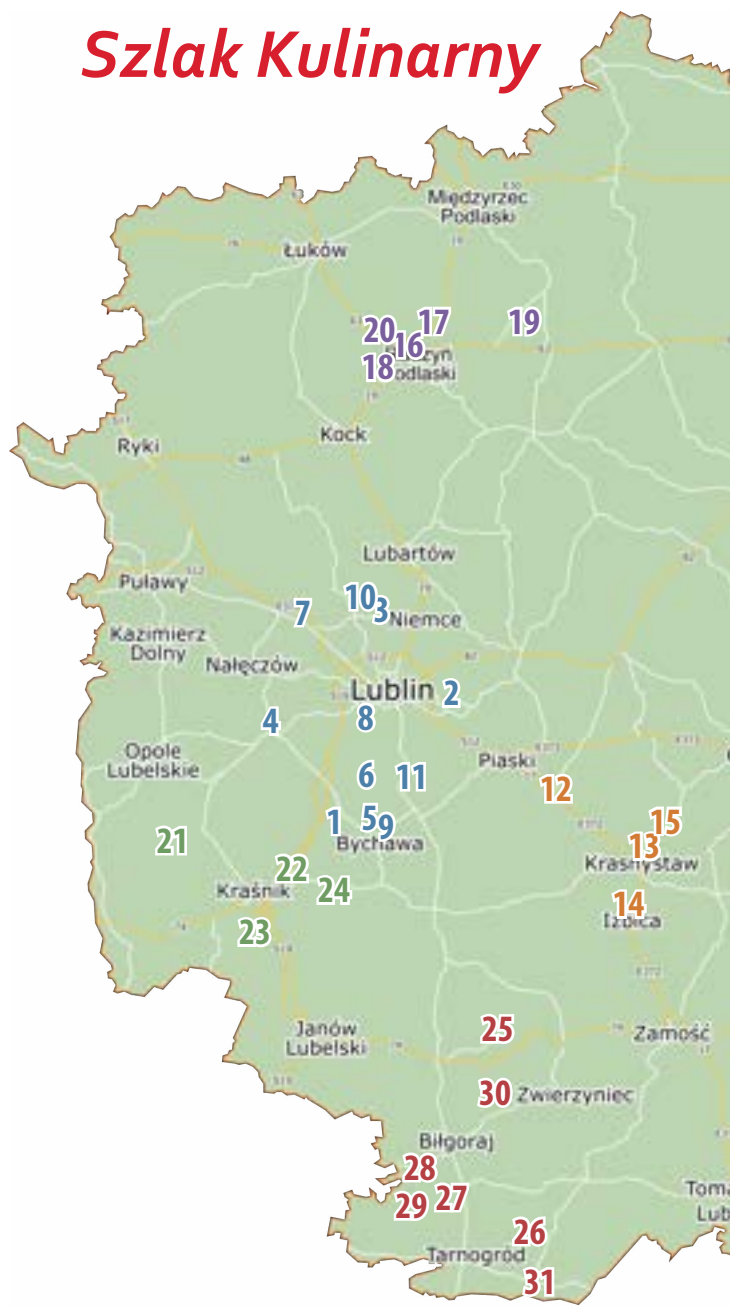 Szlak Kulinarny
Międzyrzec
Podlaski
Łuków
17
19
20
16
18
Kock
Ryki
Lubartów
Puławy
10
7
3
Niemce
Kazimierz
Dolny
Nałęczów
Lublin
2
4
8
Opole
Lubelskie
Piaski
6
11
12
1
5
9
15
21
Bychawa
13
Krasnystaw
22
Kraśnik
24
14
Izbica
23
25
Janów
Lubelski
Zamość
30
Zwierzyniec
Biłgoraj
28
27
29
26
Tarnogród
31